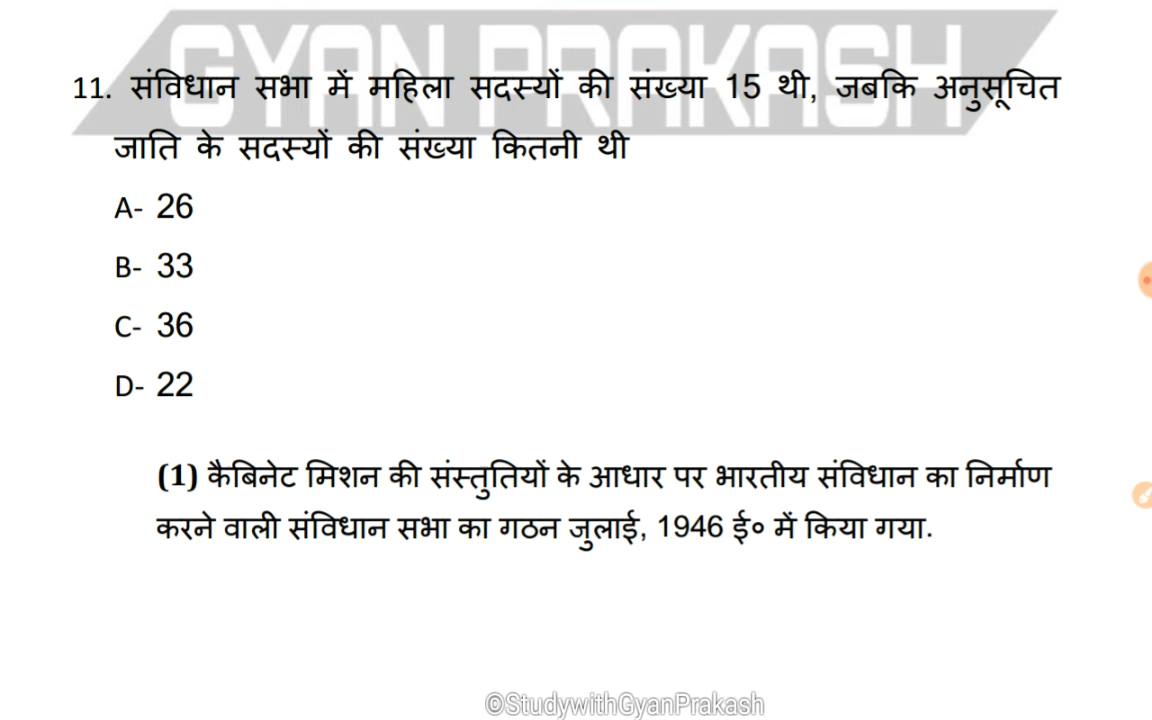 GYAN PRAKASH
11. संविधान सभा में महिला सदस्यों की संख्या 15 थी, जबकि अनुसूचित
जाति के सदस्यों की संख्या कितनी थी
A- 26
B- 33
C- 36
D- 22
(1) कैबिनेट मिशन की संस्तुतियों के आधार पर भारतीय संविधान का निर्माण
करने वाली संविधान सभा का गठन जुलाई, 1946 ई० में किया गया.
©StudywithGyanPrakash